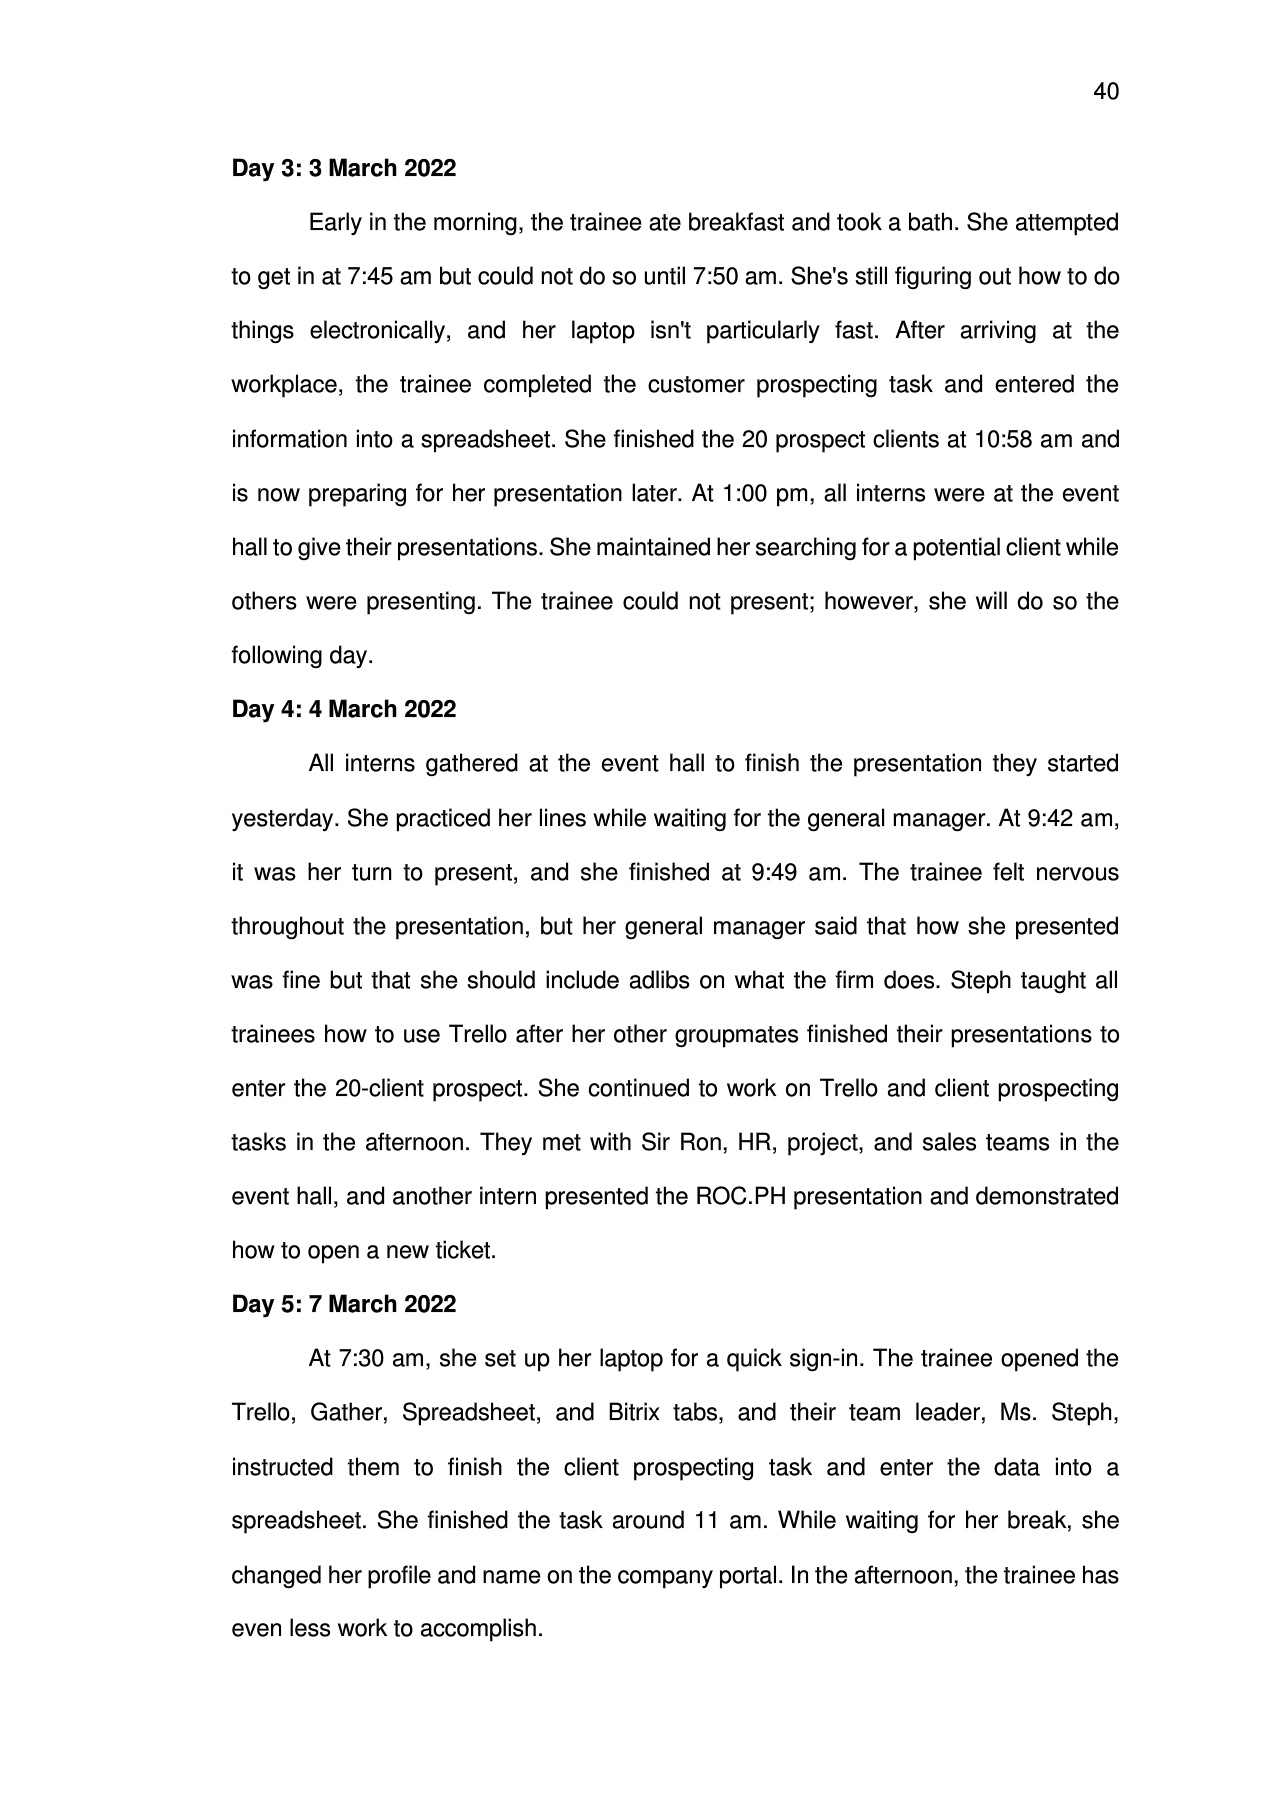 40
Day 3: 3 March 2022
Early in the morning, the trainee ate breakfast and took a bath. She attempted
to get in at 7:45 am but could not do so until 7:50 am. She's still figuring out how to do
things electronically, and her laptop isn't particularly fast. After arriving at the
workplace, the trainee completed the customer prospecting task and entered the
information into a spreadsheet. She finished the 20 prospect clients at 10:58 am and
is now preparing for her presentation later. At 1:00 pm, all interns were at the event
hall to give their presentations. She maintained her searching for a potential client while
others were presenting. The trainee could not present; however, she will do so the
following day.
Day 4: 4 March 2022
All interns gathered at the event hall to finish the presentation they started
yesterday. She practiced her lines while waiting for the general manager. At 9:42 am,
it was her turn to present, and she finished at 9:49 am. The trainee felt nervous
throughout the presentation, but her general manager said that how she presented
was fine but that she should include adlibs on what the firm does. Steph taught all
trainees how to use Trello after her other groupmates finished their presentations to
enter the 20-client prospect. She continued to work on Trello and client prospecting
tasks in the afternoon. They met with Sir Ron, HR, project, and sales teams in the
event hall, and another intern presented the ROC.PH presentation and demonstrated
how to open a new ticket.
Day 5: 7 March 2022
At 7:30 am, she set up her laptop for a quick sign-in. The trainee opened the
Trello, Gather, Spreadsheet, and Bitrix tabs, and their team leader, Ms. Steph,
instructed them to finish the client prospecting task and enter the data into a
spreadsheet. She finished the task around 11 am. While waiting for her break, she
changed her profile and name on the company portal. In the afternoon, the trainee has
even less work to accomplish.